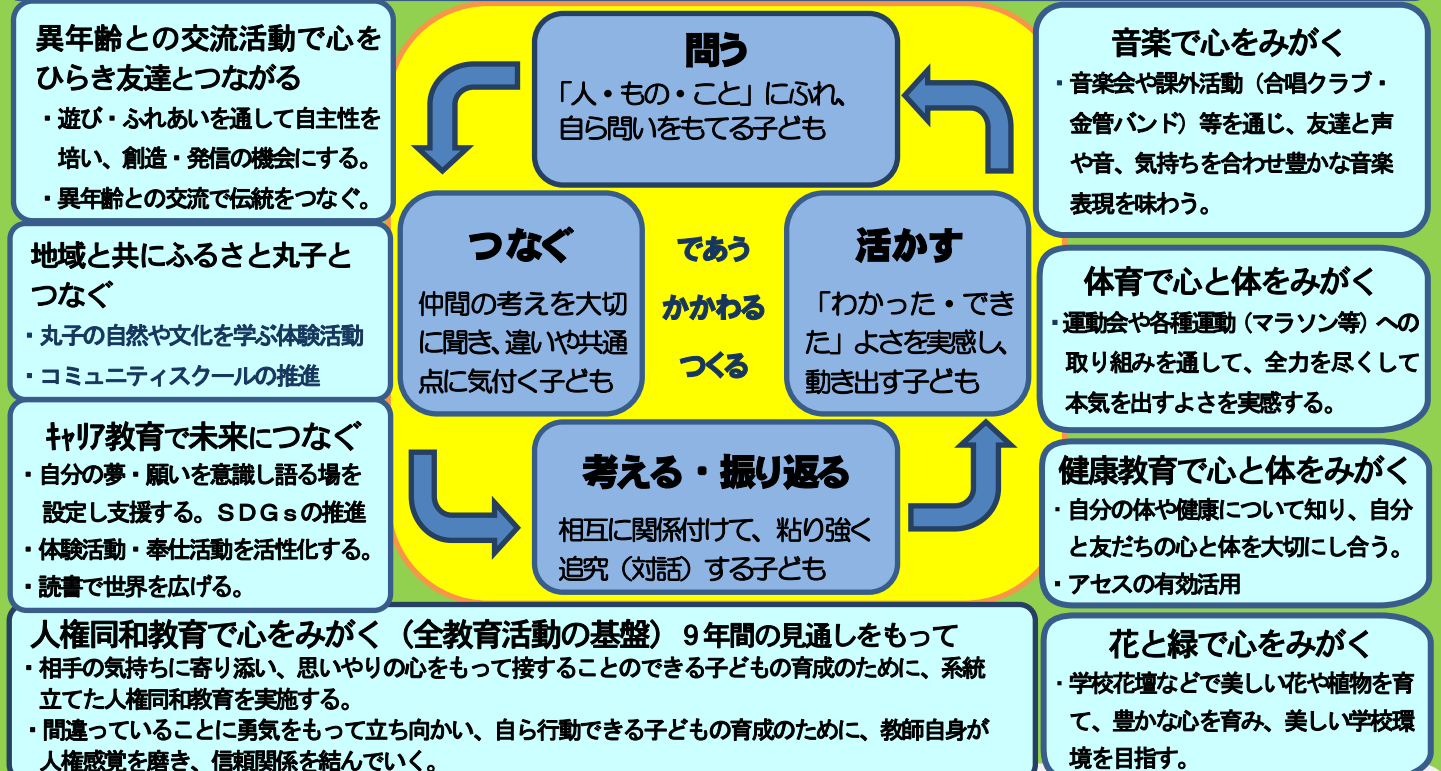 異年齢との交流活動で心を
ひらき友達とつながる
・遊び・ふれあいを通して自主性を
培い、創造・発信の機会にする。
・異年齢との交流で伝統をつなぐ。
地域と共にふるさと丸子と
つなぐ
・丸子の自然や文化を学ぶ体験活動
・コミュニティスクールの推進
ｷｬﾘｱ教育で未来につなぐ
・自分の夢・願いを意識し語る場を
設定し支援する。ＳＤＧｓの推進
・体験活動・奉仕活動を活性化する。
・読書で世界を広げる。
問う
「人・もの・こと」にふれ、
自ら問いをもてる子ども
つなぐ
仲間の考えを大切
に聞き、違いや共通
点に気付く子ども
であう
かかわる
つくる
活かす
「わかった・でき
た」よさを実感し、
動き出す子ども
考える・振り返る
相互に関係付けて、粘り強く
追究（対話）する子ども
音楽で心をみがく
・音楽会や課外活動（合唱クラブ・
金管バンド）等を通じ、友達と声
や音、気持ちを合わせ豊かな音楽
表現を味わう。
体育で心と体をみがく
・運動会や各種運動（マラソン等）への
取り組みを通して、全力を尽くして
本気を出すよさを実感する。
健康教育で心と体をみがく
・自分の体や健康について知り、自分
と友だちの心と体を大切にし合う。
・アセスの有効活用
人権同和教育で心をみがく（全教育活動の基盤）９年間の見通しをもって
・相手の気持ちに寄り添い、思いやりの心をもって接することのできる子どもの育成のために、系統
立てた人権同和教育を実施する。
・間違っていることに勇気をもって立ち向かい、自ら行動できる子どもの育成のために、教師自身が
人権感覚を磨き、信頼関係を結んでいく。
花と緑で心をみがく
・学校花壇などで美しい花や植物を育
て、豊かな心を育み、美しい学校環
境を目指す。